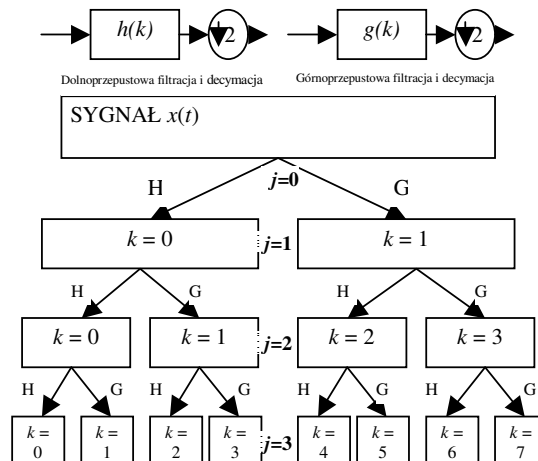 h(k) 2 g(k) 2
Dolnoprzepustowa filtracja i decymacja Górnoprzepustowa filtracja i decymacja
SYGNAŁ x(t)
H j=0 G
k = 0 j=1 k = 1
H G H G
k = 0 k = 1 j=2 k = 2 k = 3
H G H G H G H G
k = 0 k = 1 k = 2 k = 3 j=3 k = 4 k = 5 k = 6 k = 7